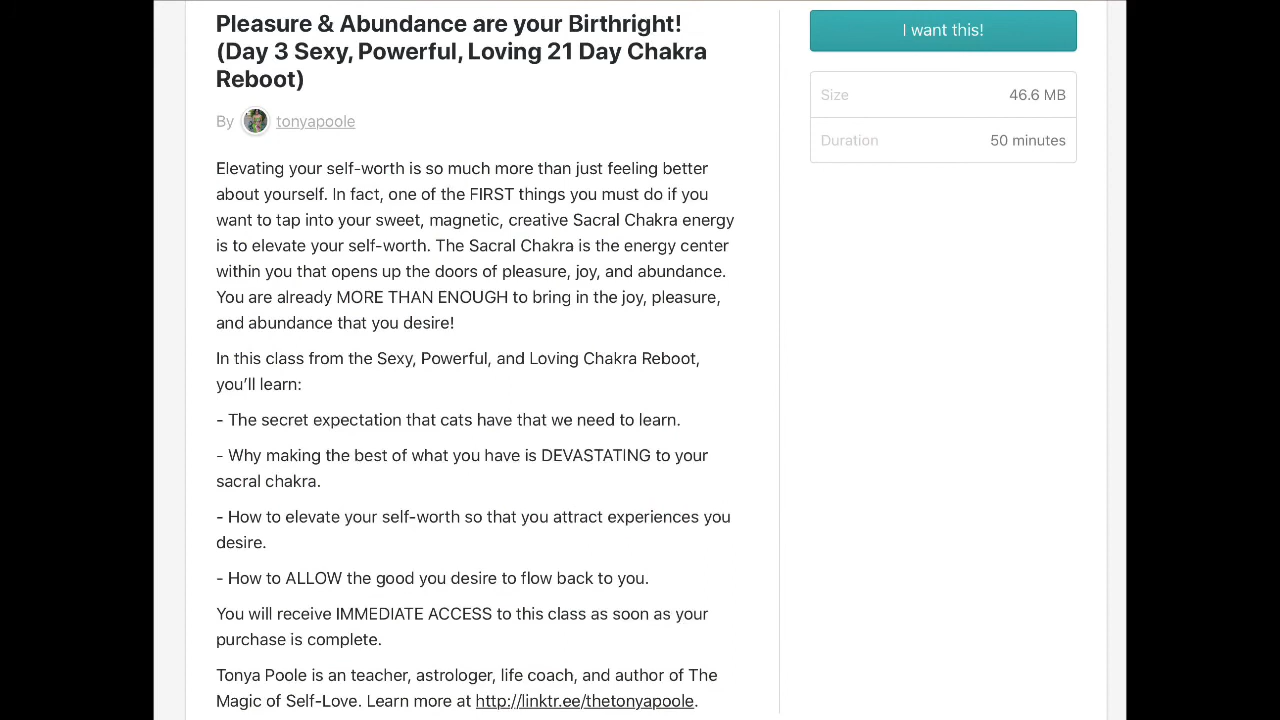 Pleasure & Abundance are your Birthright!
(Day 3 Sexy, Powerful, Loving 21 Day Chakra
Reboot)
By tonyapoole
Elevating your self-worth is so much more than just feeling better
about yourself. In fact, one of the FIRST things you must do if you
want to tap into your sweet, magnetic, creative Sacral Chakra energy
is to elevate your self-worth. The Sacral Chakra is the energy center
within you that opens up the doors of pleasure, joy, and abundance.
You are already MORE THAN ENOUGH to bring in the joy, pleasure,
and abundance that you desire!
In this class from the Sexy, Powerful, and Loving Chakra Reboot,
you’ll learn:
- The secret expectation that cats have that we need to learn.
- Why making the best of what you have is DEVASTATING to your
sacral chakra.
- How to elevate your self-worth so that you attract experiences you
desire.
- How to ALLOW the good you desire to flow back to you.
You will receive IMMEDIATE ACCESS to this class as soon as your
purchase is complete.
Tonya Poole is an teacher, astrologer, life coach, and author of The
Magic of Self-Love. Learn more at http://linktr.ee/thetonyapoole.
I want this!
Size 46.6 MB
Duration 50 minutes